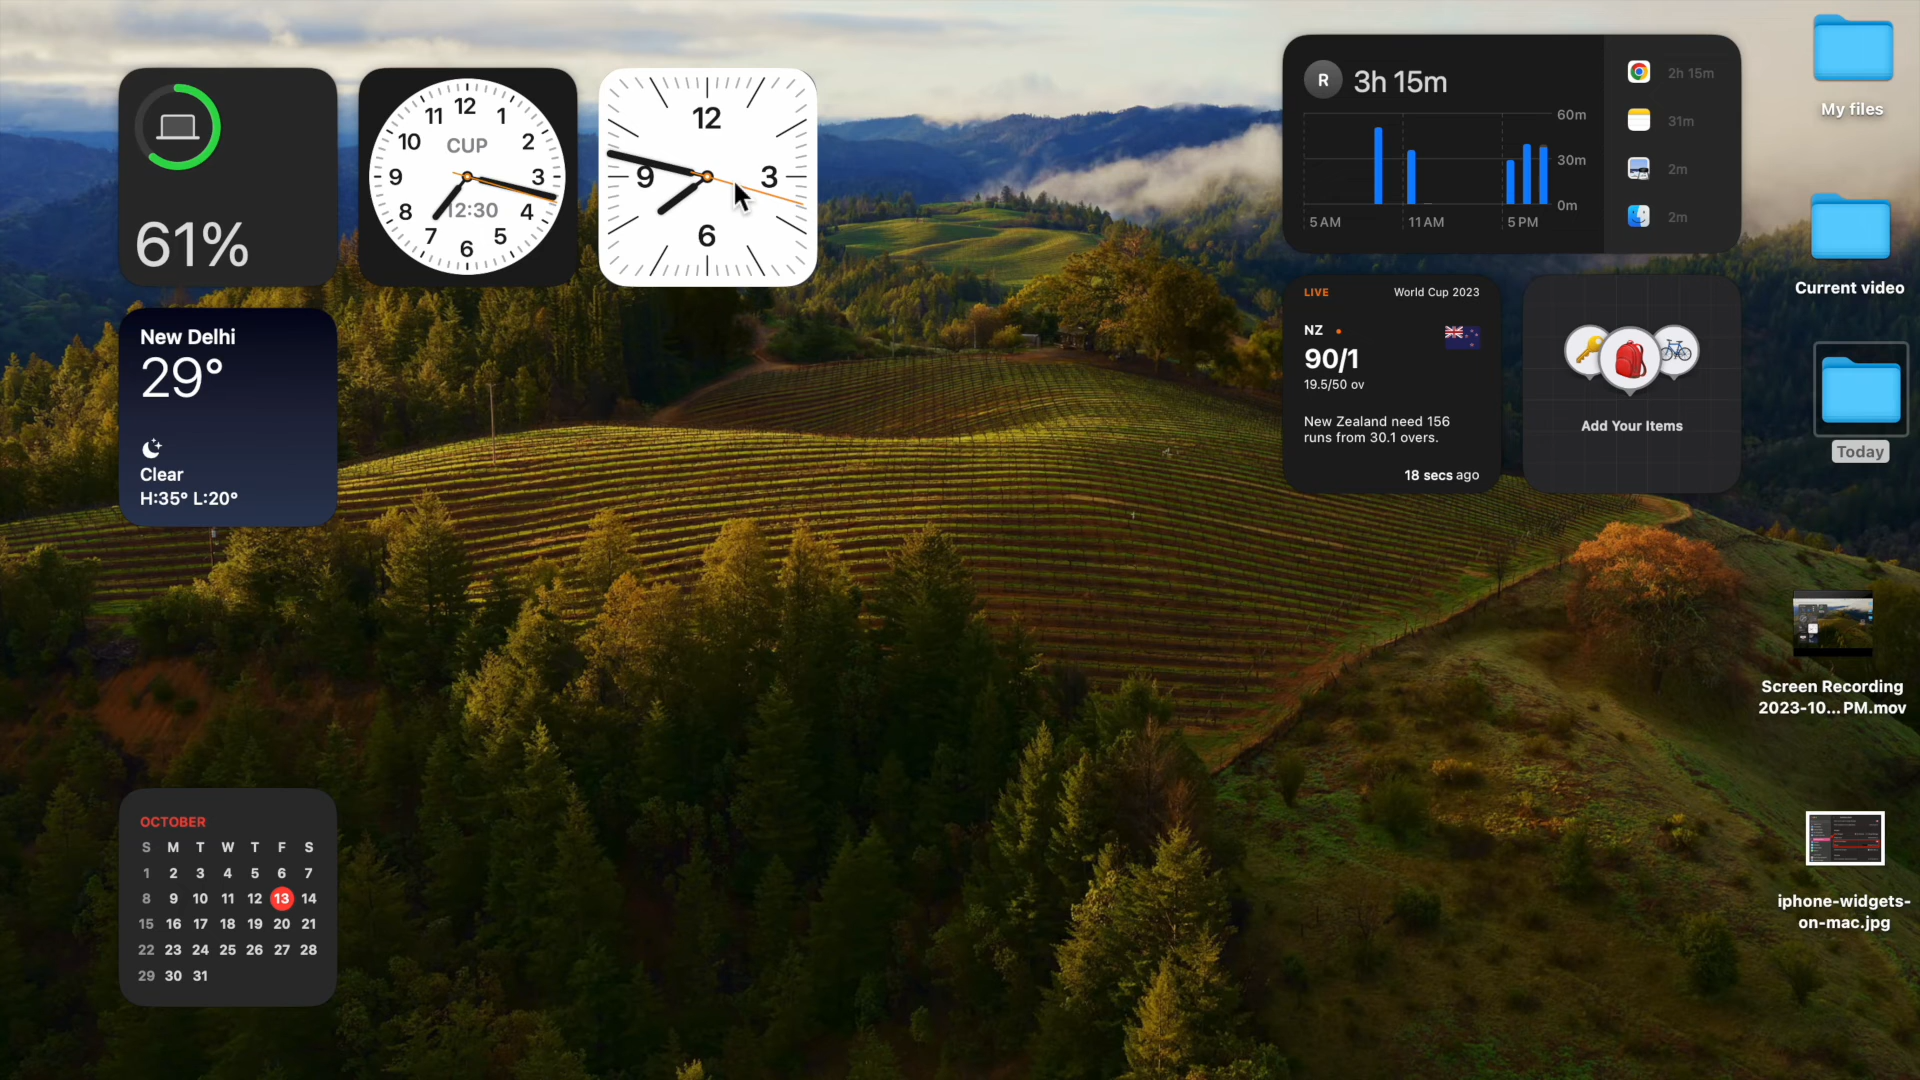 61%
12
1
2
3
4
5
6
7
8
9
10
11
CUP
12:30
12
3
6
9
New Delhi
29°
Clear
H:35° L:20°
OCTOBER
S M T W T F S
1 2 3 4 5 6 7
8 9 10 11 12 13 14
15 16 17 18 19 20 21
22 23 24 25 26 27 28
29 30 31
R 3h 15m
60m
30m
0m
5 AM 11 AM 5 PM
2h 15m
31m
2m
2m
LIVE World Cup 2023
NZ
90/1
19.5/50 ov
New Zealand need 156
runs from 30.1 overs.
18 secs ago
Add Your Items
My files
Current video
Today
Screen Recording
2023-10...PM.mov
iphone-widgets-
on-mac.jpg